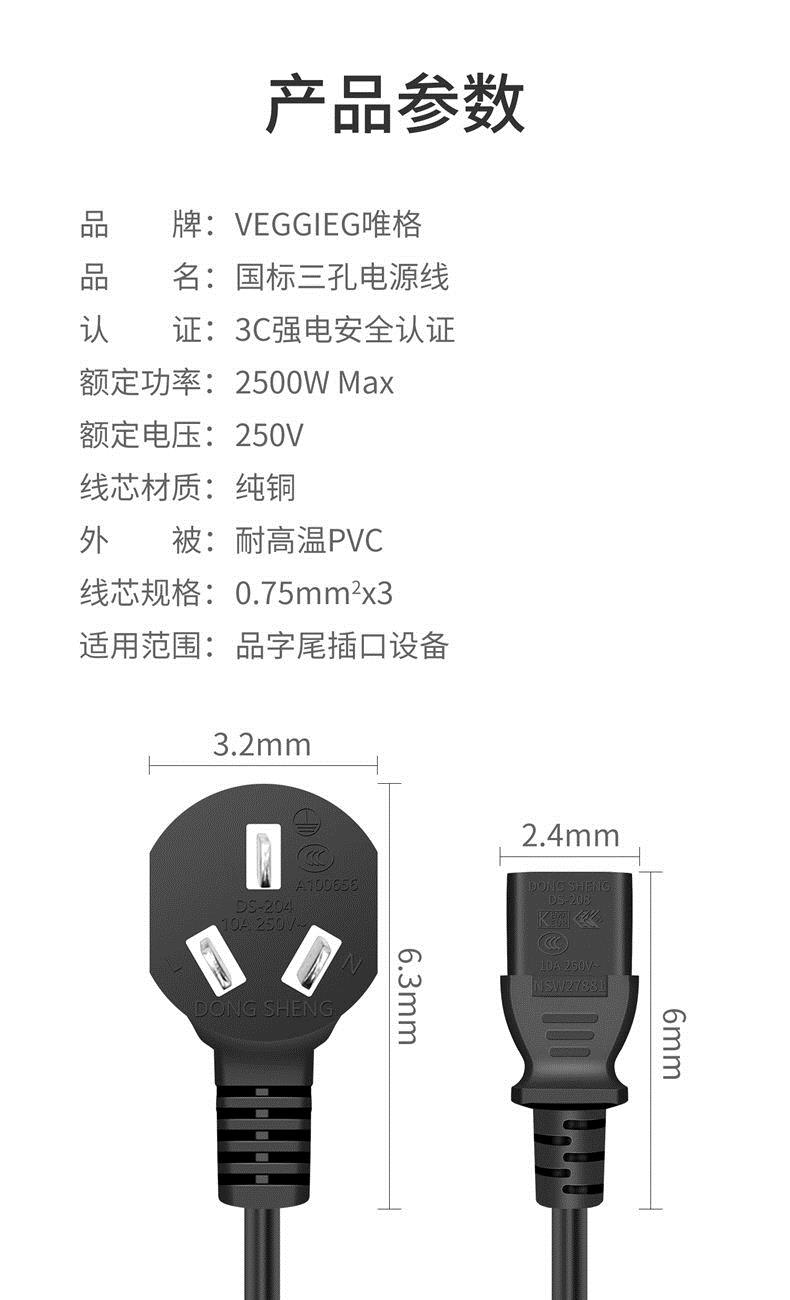 产品参数
品 牌：VEGGIEG唯格
品 名：国标三孔电源线
认 证：3C强电安全认证
额定功率：2500W Max
额定电压：250V
线芯材质：纯铜
外 被：耐高温PVC
线芯规格：0.75mm²x3
适用范围：品字尾插口设备
3.2mm
2.4mm
6.3mm
6mm
A100656
DS-204
10A 250V~
L
N
DONG SHENG
DONG SHENG
DS-208
K
10A 250V~
NSW27881